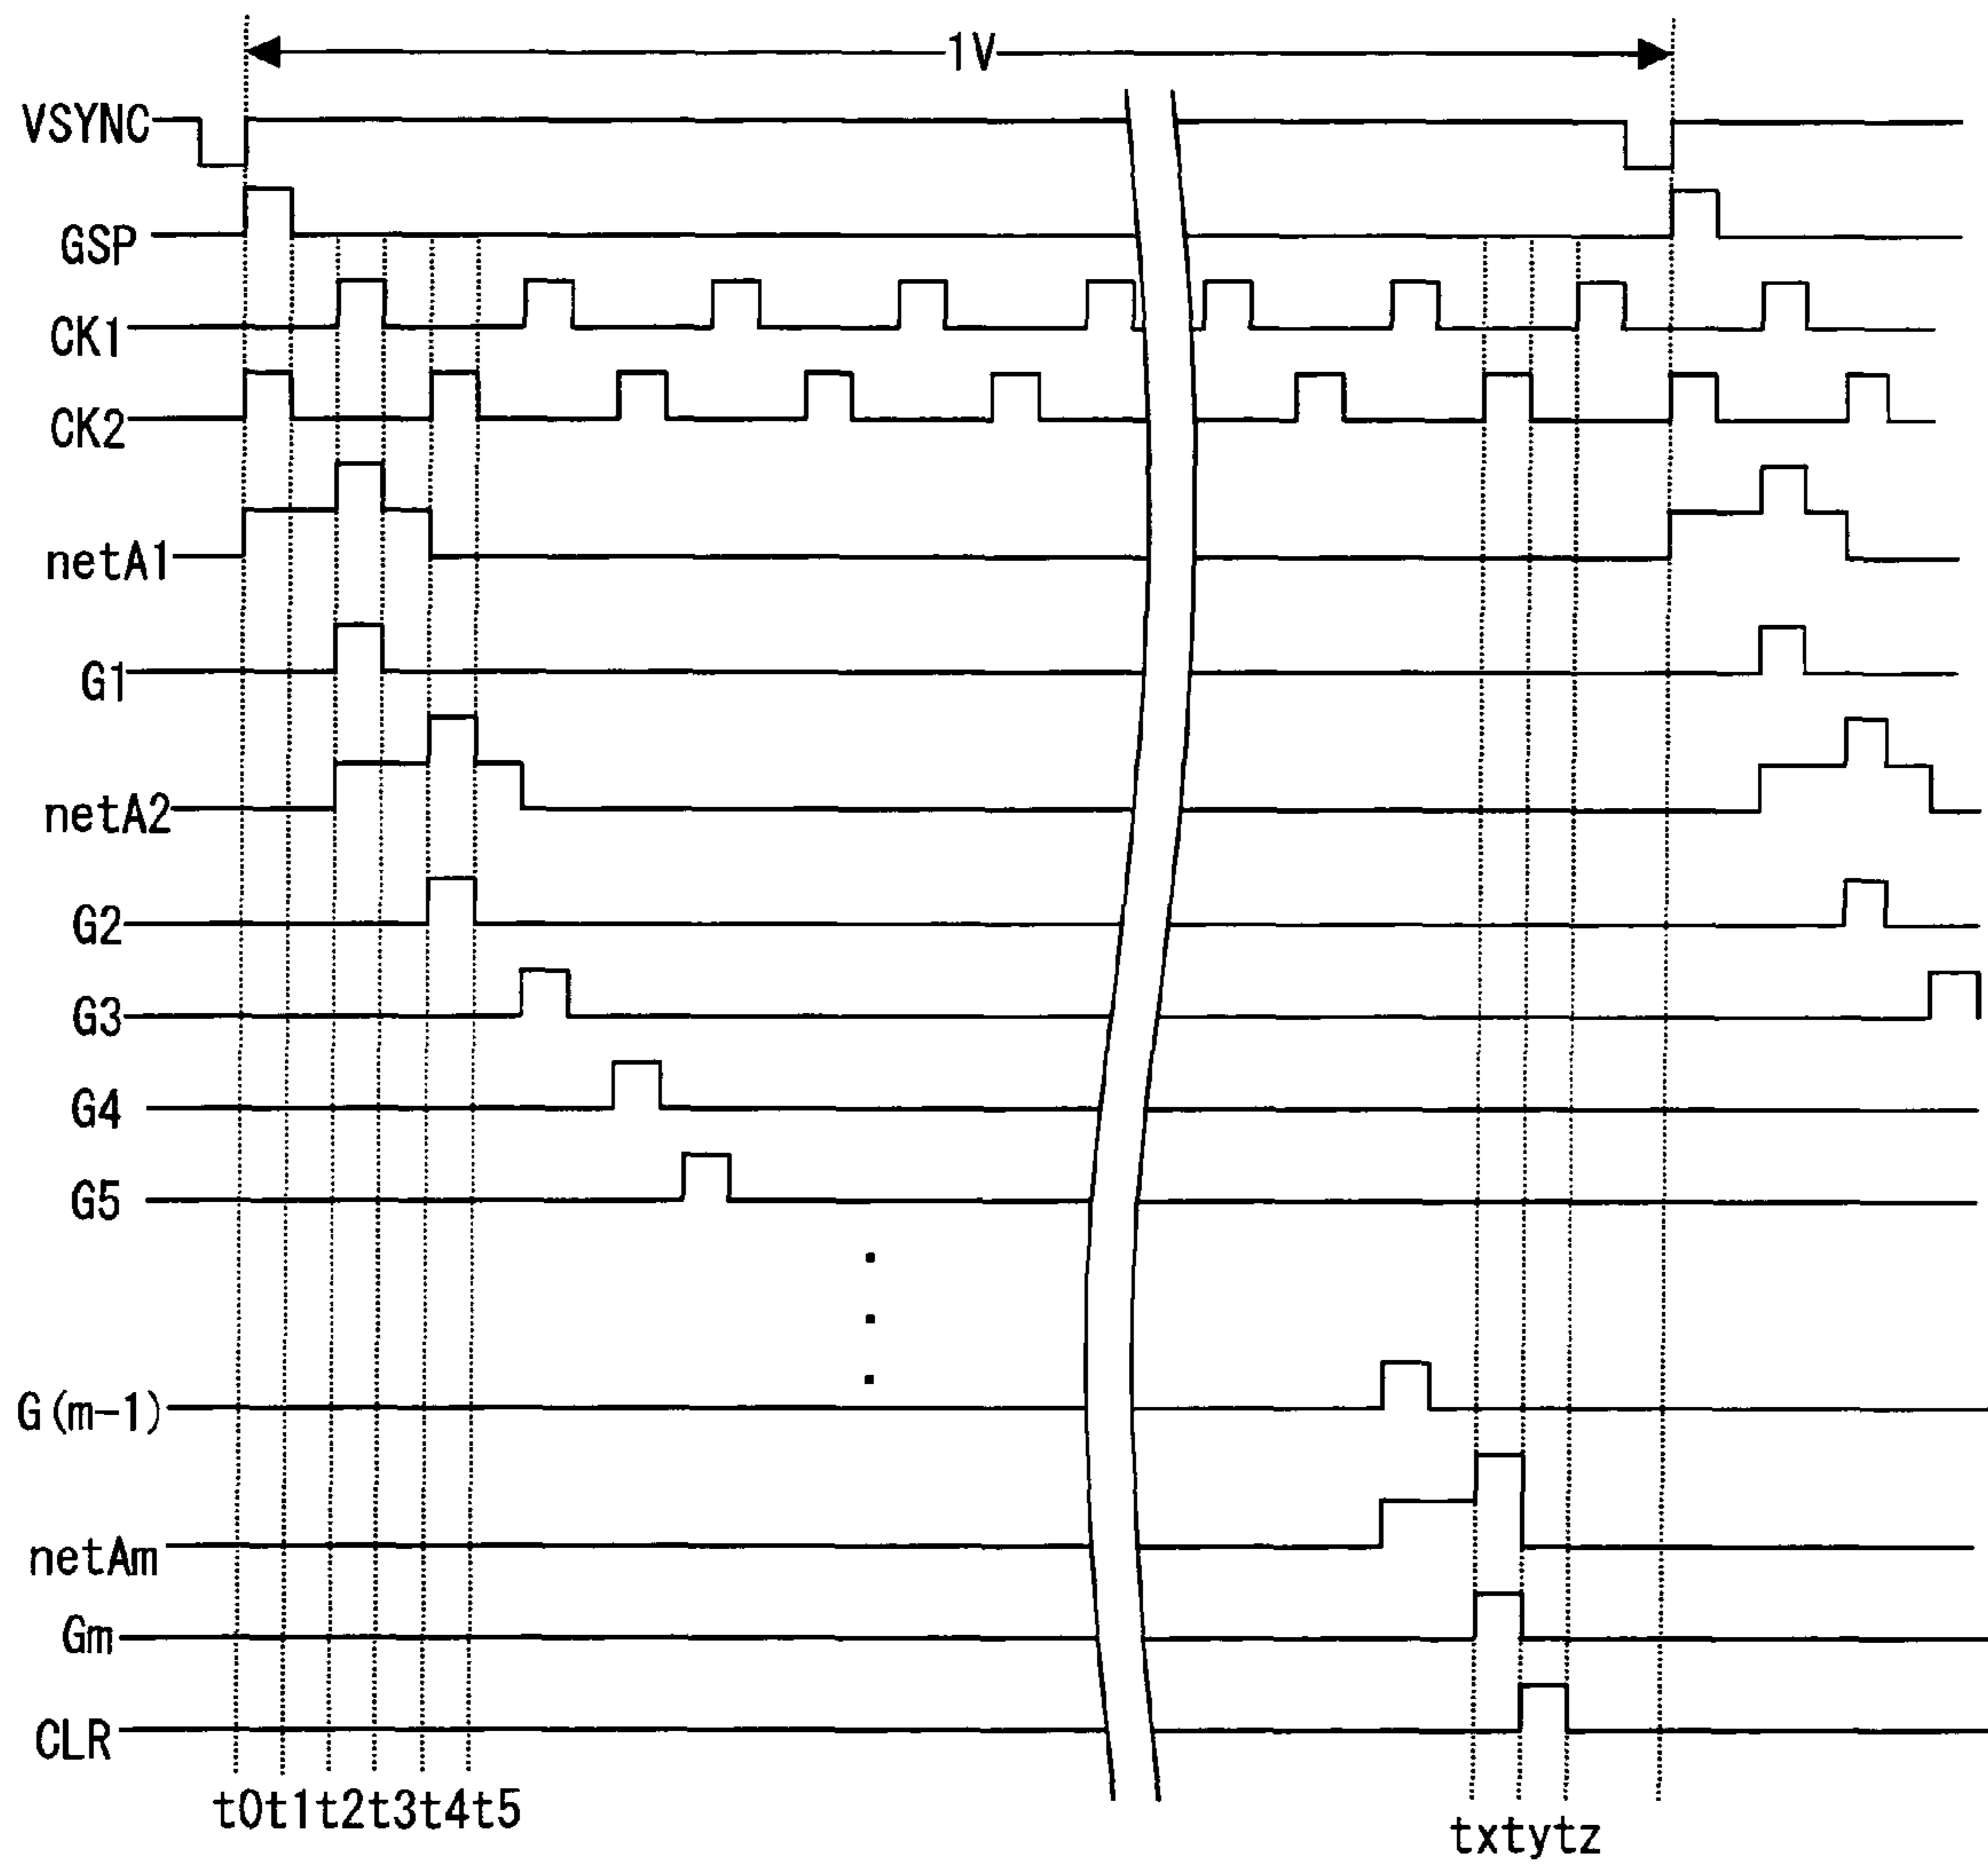 1V
VSYNC
GSP
CK1
CK2
netA1
G1
netA2
G2
G3
G4
G5
G(m-1)
netAm
Gm
CLR
t0t1t2t3t4t5
txtytz